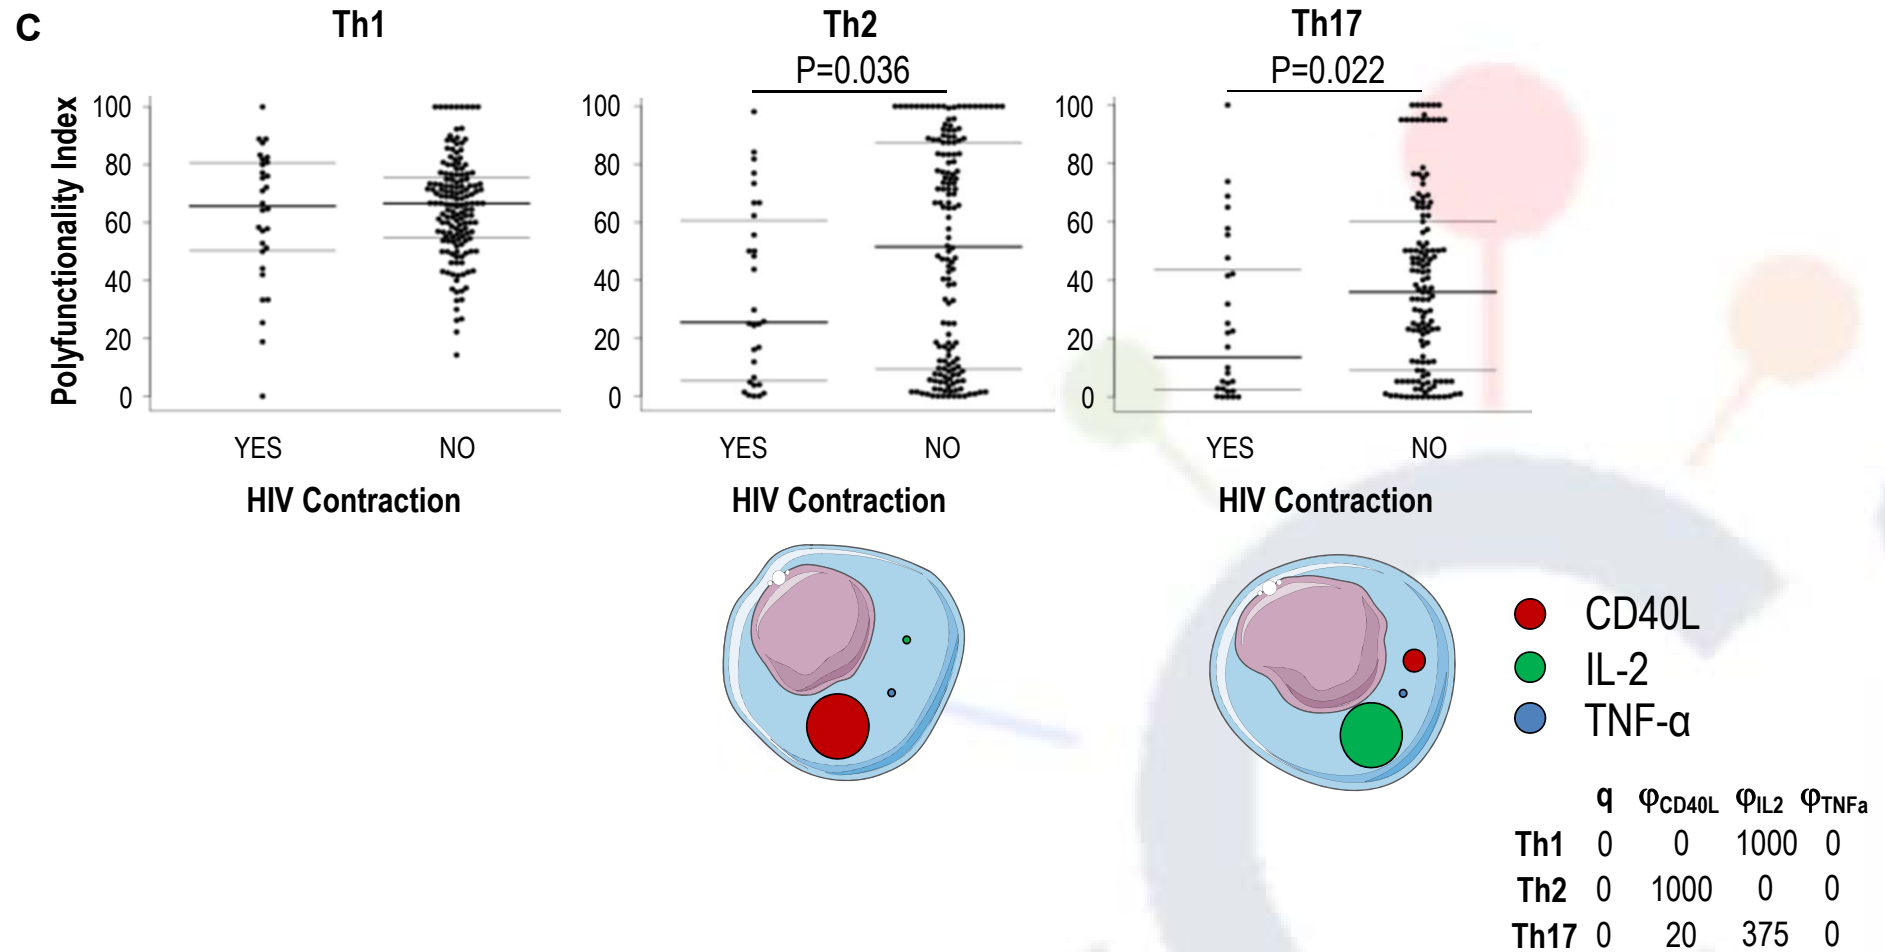 C
Th1 Th2 Th17
P=0.036 P=0.022
Polyfunctionality Index
100 100 100
80 80 80
60 60 60
40 40 40
20 20 20
0 0 0
YES NO YES NO YES NO
HIV Contraction HIV Contraction HIV Contraction
CD40L
IL-2
TNF-α
q φCD40L φIL2 φTNFa
Th1 0 0 1000 0
Th2 0 1000 0 0
Th17 0 20 375 0